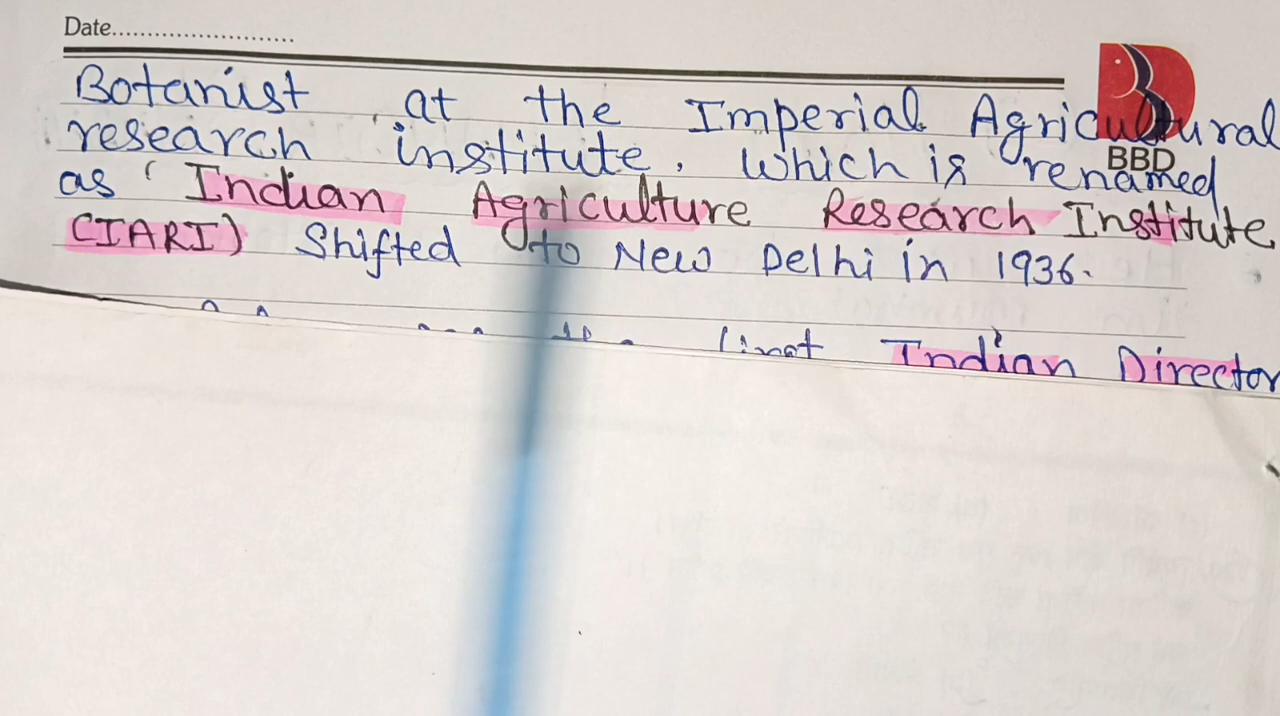 Date........................
BBD
Botanist at the Imperial Agricultural
research institute, which is renamed
as ( Indian Agriculture Research Institute
(IARI) Shifted to New Delhi in 1936.
first Indian Director